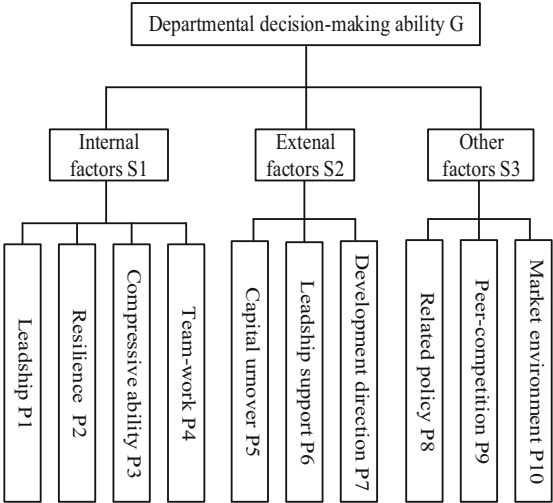 Departmental decision-making ability G
Internal
factors S1
Extenal
factors S2
Other
factors S3
Leadship P1
Resilience P2
Compressive ability P3
Team-work P4
Capital urnover P5
Leadership support P6
Development direction P7
Related policy P8
Peer-competition P9
Market environment P10